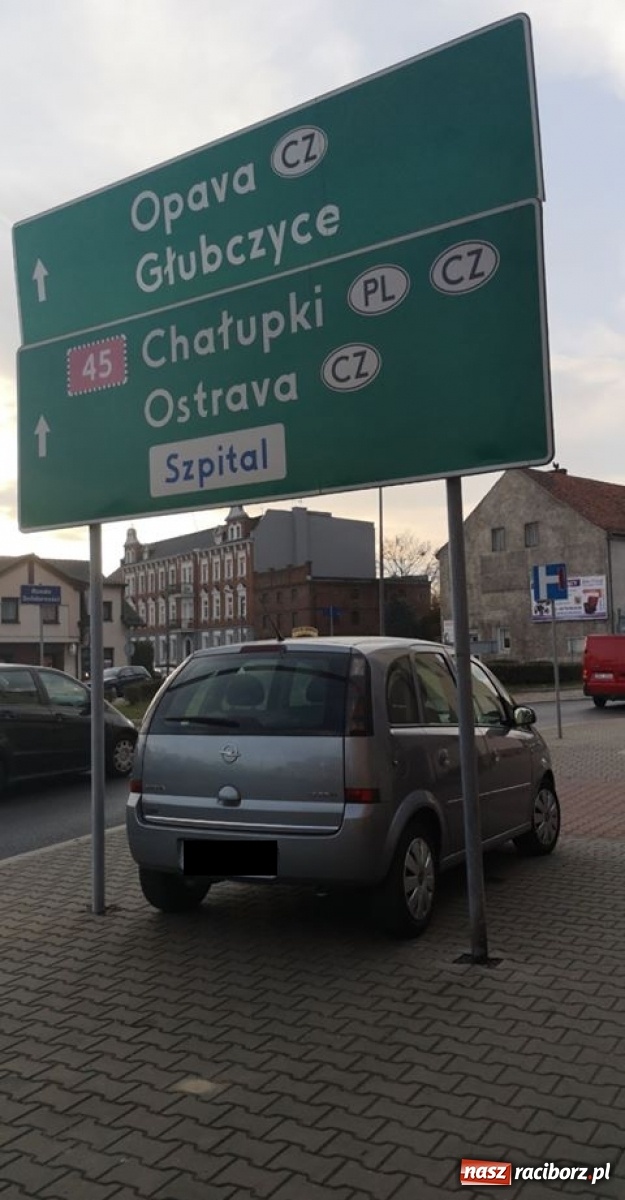 Opava CZ
Głubczyce
45 Chałupki PL CZ
Ostrava CZ
Szpital
nasz raciborz.pl